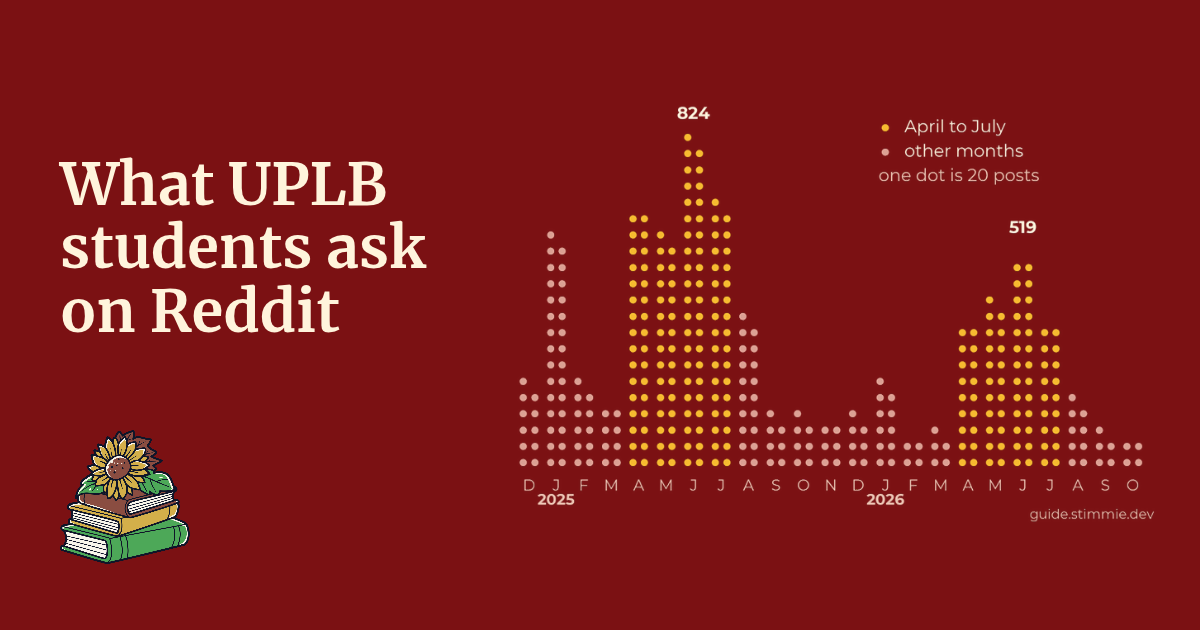 What UPLB
students ask
on Reddit
824
April to July
other months
one dot is 20 posts
519
D J F M A M J J A S O N D J F M A M J J A S O
2025 2026
guide.stimmie.dev